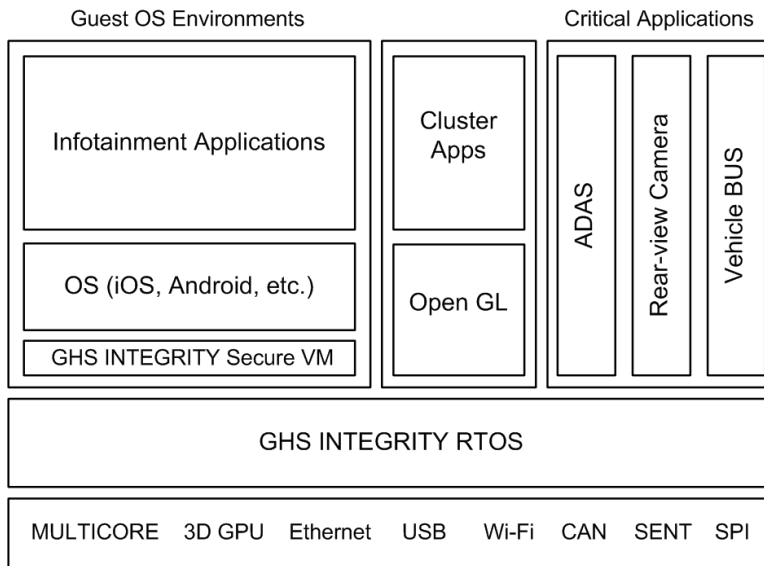 Guest OS Environments
Critical Applications
Infotainment Applications
OS (iOS, Android, etc.)
GHS INTEGRITY Secure VM
Cluster
Apps
Open GL
ADAS
Rear-view Camera
Vehicle BUS
GHS INTEGRITY RTOS
MULTICORE 3D GPU Ethernet USB Wi-Fi CAN SENT SPI